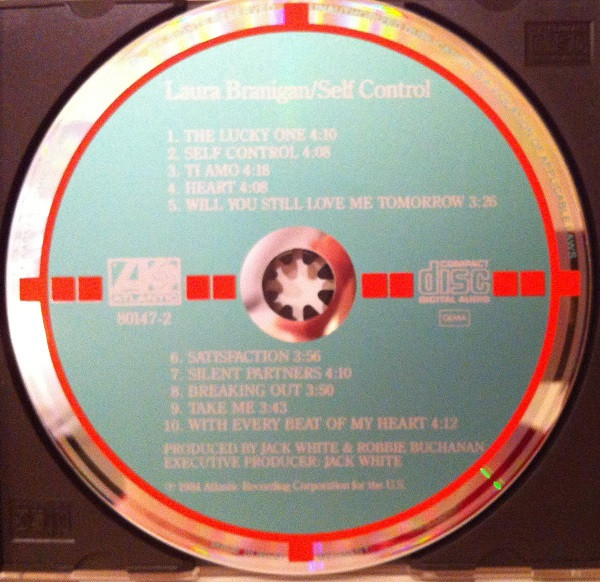 Laura Branigan/Self Control
1. THE LUCKY ONE 4:10
2. SELF CONTROL 4:08
3. TI AMO 4:18
4. HEART 4:08
5. WILL YOU STILL LOVE ME TOMORROW 3:26
ATLANTIC
80147-2
COMPACT
disc
DIGITAL AUDIO
GEMA
6. SATISFACTION 3:56
7. SILENT PARTNERS 4:10
8. BREAKING OUT 3:50
9. TAKE ME 3:43
10. WITH EVERY BEAT OF MY HEART 4:12
PRODUCED BY JACK WHITE & ROBBIE BUCHANAN
EXECUTIVE PRODUCER: JACK WHITE
℗ 1984 Atlantic Recording Corporation for the U.S.